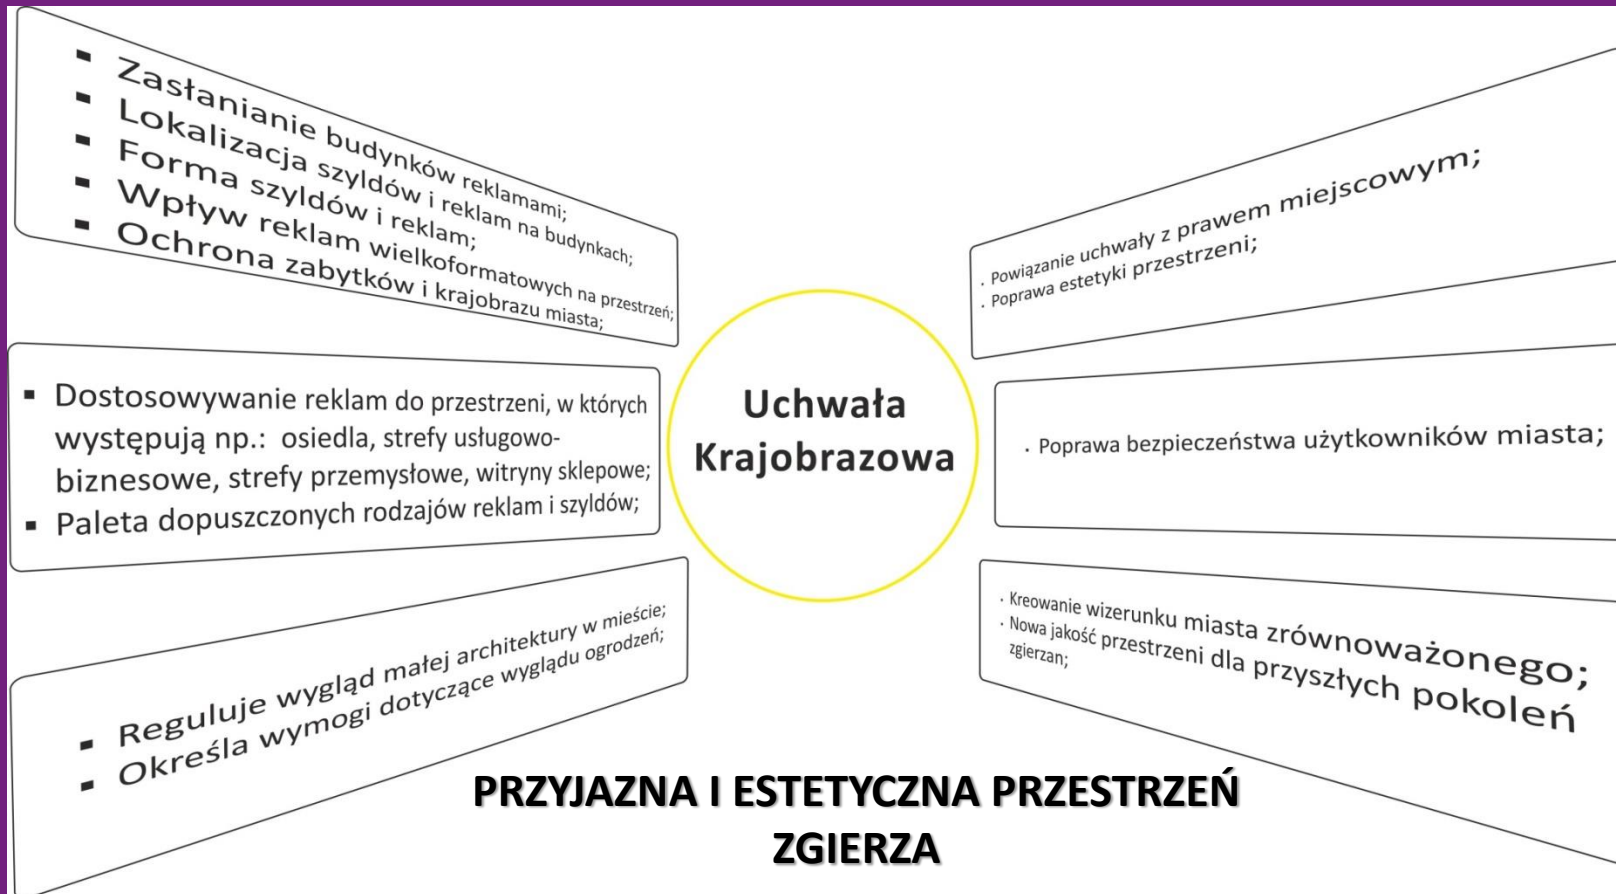 Zasłanianie budynków reklamami;
Lokalizacja szyldów i reklam na budynkach;
Forma szyldów i reklam;
Wpływ reklam wielkoformatowych na przestrzeń;
Ochrona zabytków i krajobrazu miasta;
Dostosowywanie reklam do przestrzeni, w których
występują np.: osiedla, strefy usługowo-
biznesowe, strefy przemysłowe, witryny sklepowe;
Paleta dopuszczonych rodzajów reklam i szyldów;
Reguluje wygląd małej architektury w mieście;
Określa wymogi dotyczące wyglądu ogrodzeń;
Uchwała
Krajobrazowa
Powiązanie uchwały z prawem miejscowym;
Poprawa estetyki przestrzeni;
Poprawa bezpieczeństwa użytkowników miasta;
Kreowanie wizerunku miasta zrównoważonego;
Nowa jakość przestrzeni dla przyszłych pokoleń
zgierzan;
PRZYJAZNA I ESTETYCZNA PRZESTRZEŃ
ZGIERZA